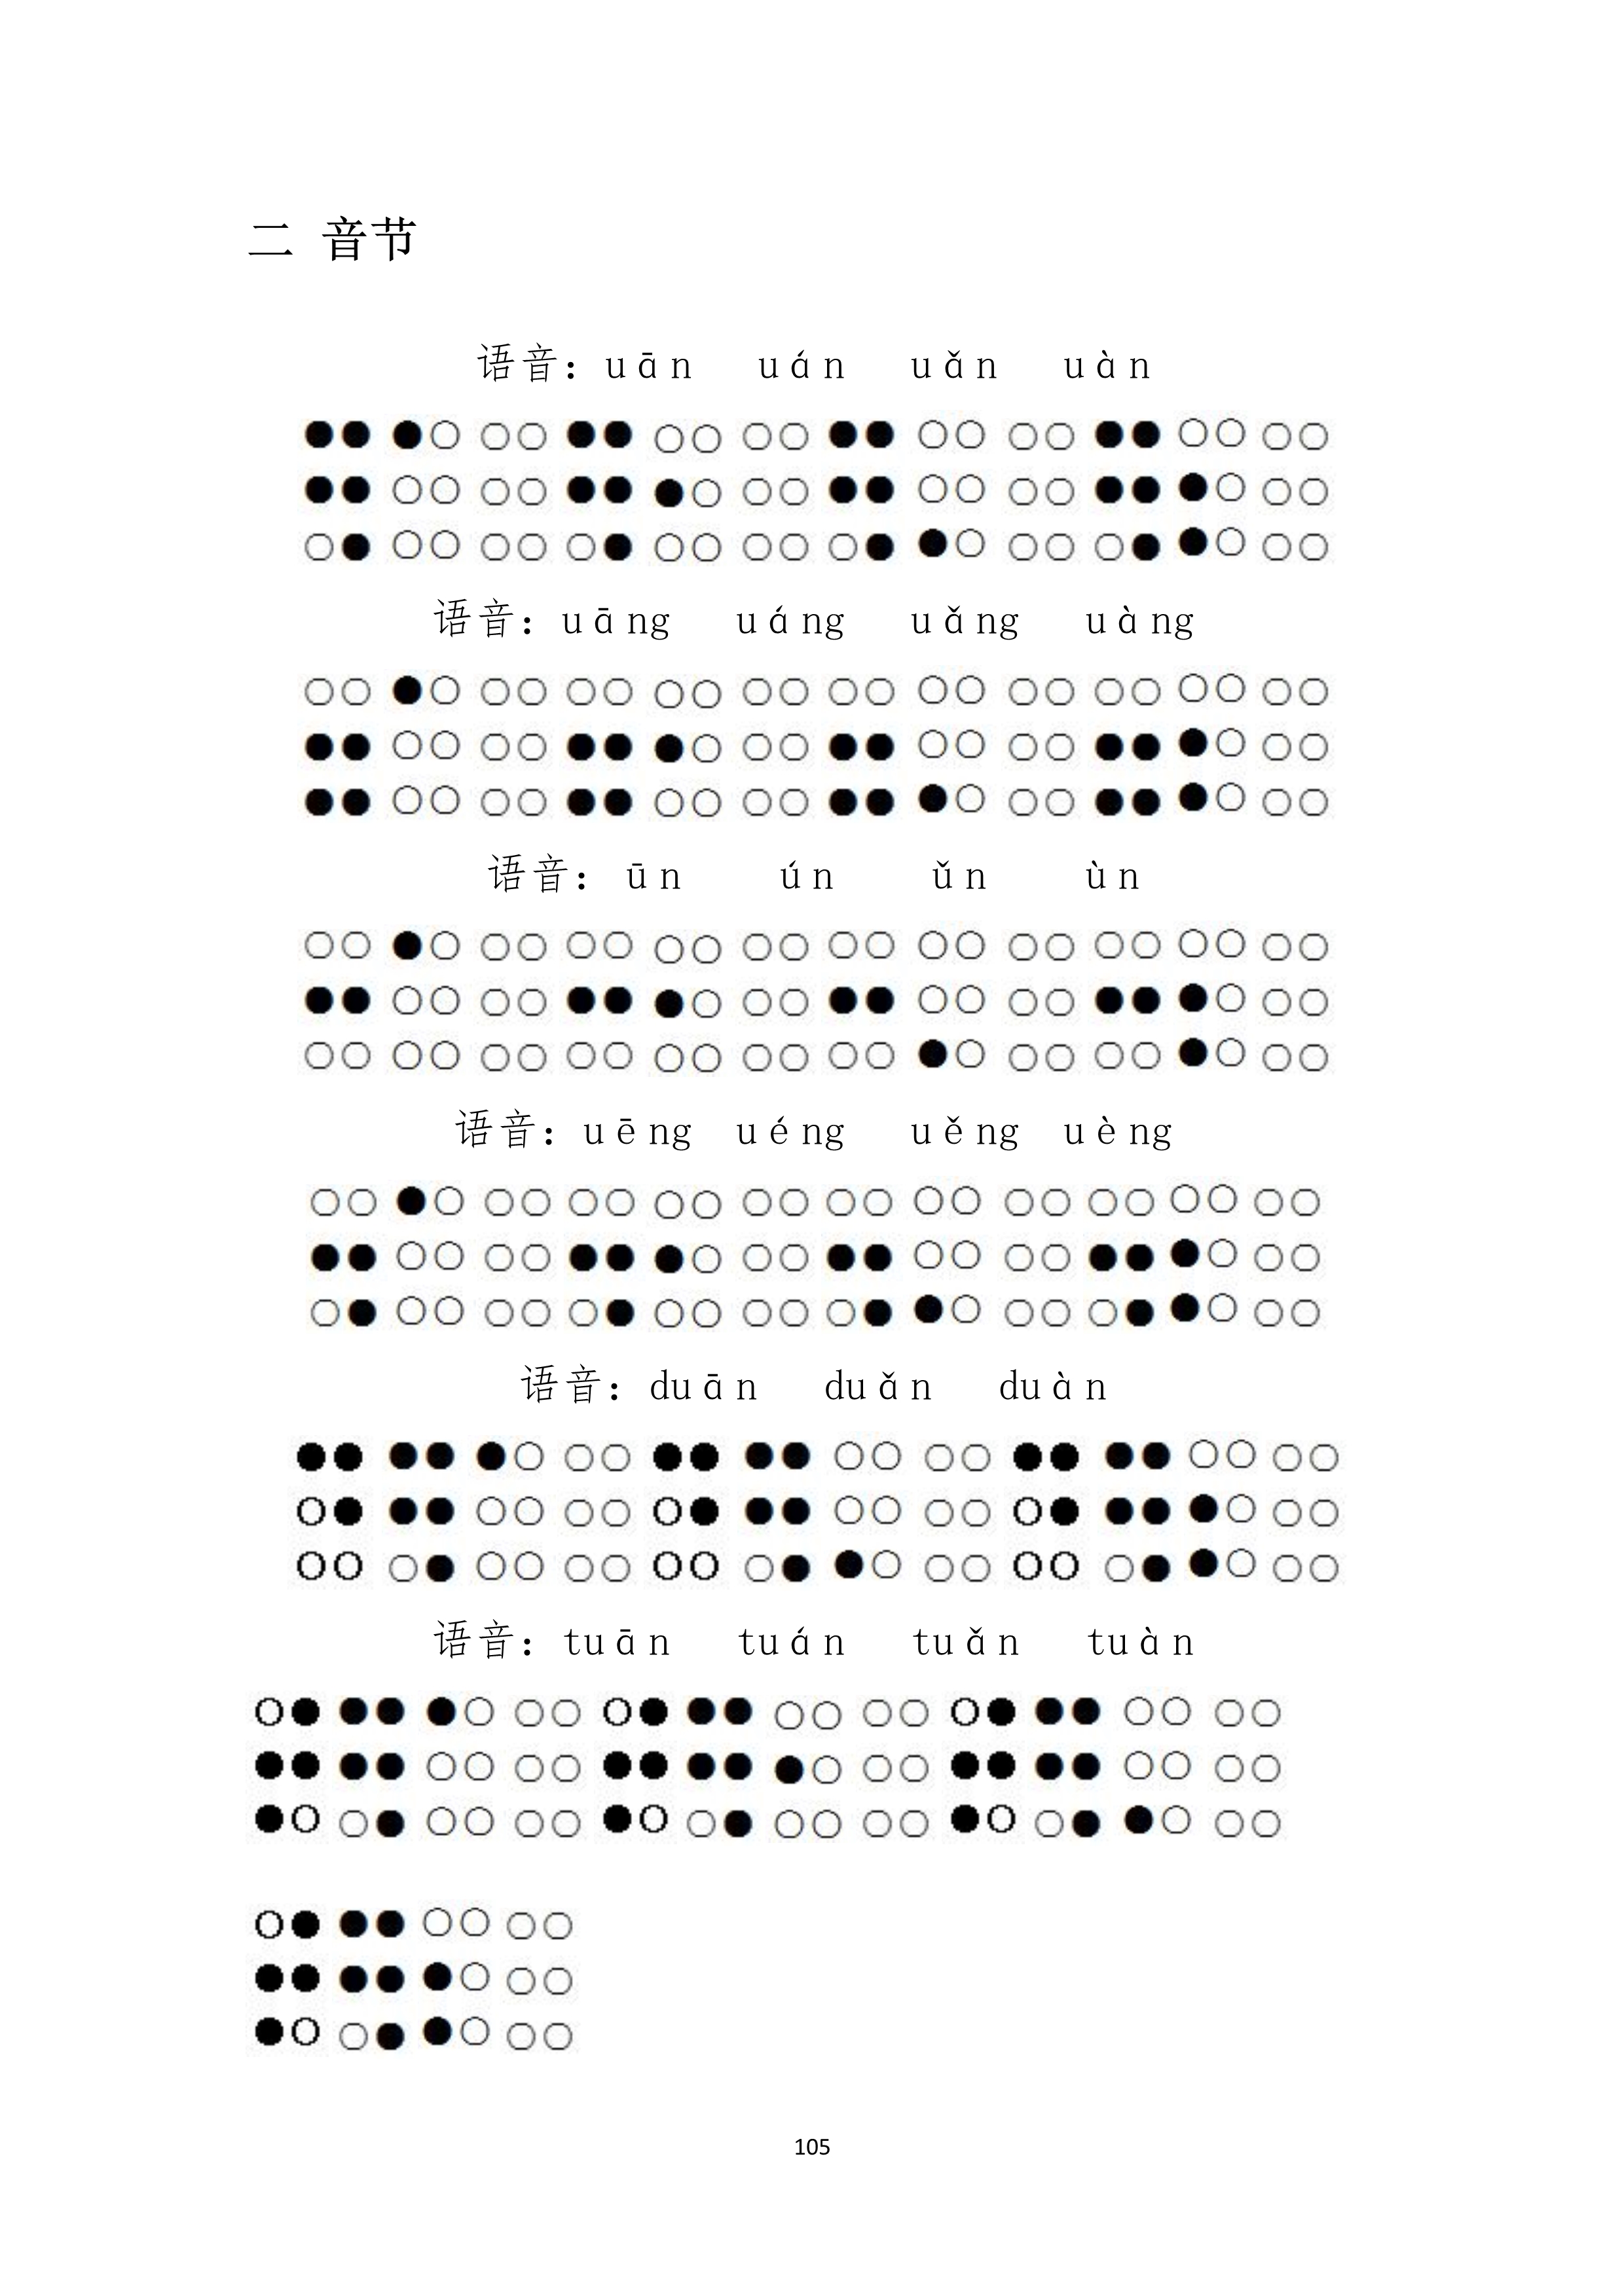 二 音节
语音：uān uán uǎn uàn
⠻⠁⠀⠻⠂⠀⠻⠄⠀⠻⠆⠀
语音：uāng uáng uǎng uàng
⠶⠁⠀⠶⠂⠀⠶⠄⠀⠶⠆⠀
语音：ūn ún ǔn ùn
⠒⠁⠀⠒⠂⠀⠒⠄⠀⠒⠆⠀
语音：uēng uéng uěng uèng
⠲⠁⠀⠲⠂⠀⠲⠄⠀⠲⠆⠀
语音：duān duǎn duàn
⠙⠻⠁⠀⠙⠻⠄⠀⠙⠻⠆⠀
语音：tuān tuán tuǎn tuàn
⠞⠻⠁⠀⠞⠻⠂⠀⠞⠻⠄⠀
⠞⠻⠆⠀
105